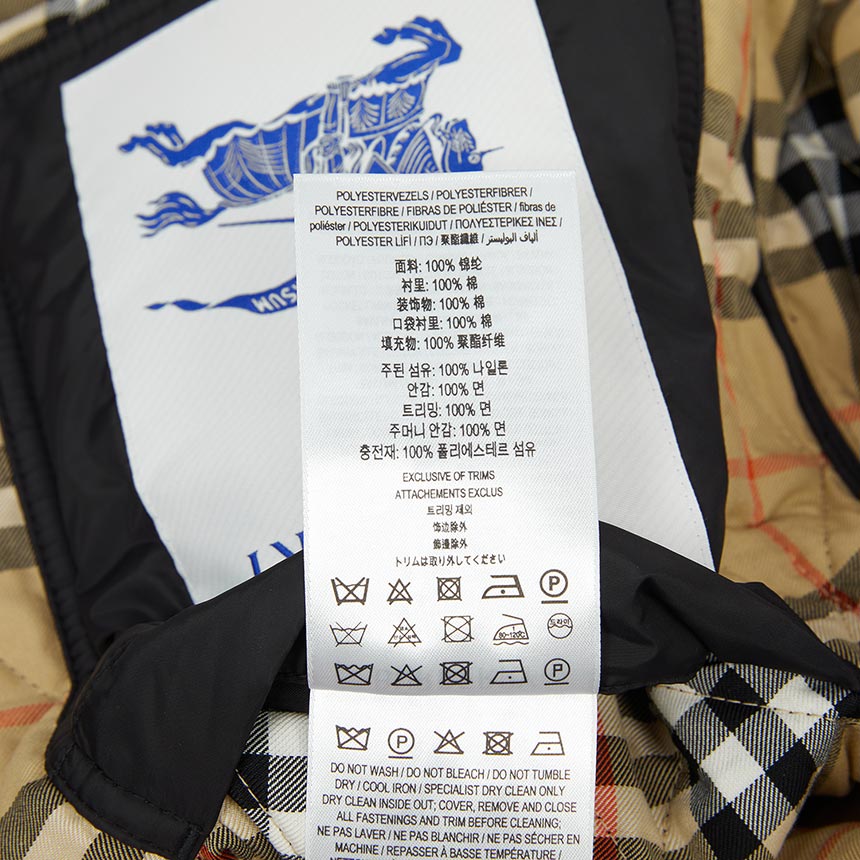 RSUM
POLYESTERVEZELS / POLYESTERFIBRER /
POLYESTERFIBRE / FIBRAS DE POLIÉSTER / fibras de
poliéster / POLYESTERIKUIDUT / ΠΟΛΥΕΣΤΕΡΙΚΕΣ ΙΝΕΣ /
POLYESTER LİFİ / ПЭ / 聚酯纖維 / ألياف البوليستر
面料: 100% 锦纶
衬里: 100% 棉
装饰物: 100% 棉
口袋衬里: 100% 棉
填充物: 100% 聚酯纤维
주된 섬유: 100% 나일론
안감: 100% 면
트리밍: 100% 면
주머니 안감: 100% 면
충전재: 100% 폴리에스테르 섬유
EXCLUSIVE OF TRIMS
ATTACHEMENTS EXCLUS
트리밍 제외
饰边除外
飾邊除外
トリムは取り外してください
P
80~120℃ 드라이
P
P
DO NOT WASH / DO NOT BLEACH / DO NOT TUMBLE
DRY / COOL IRON / SPECIALIST DRY CLEAN ONLY
DRY CLEAN INSIDE OUT; COVER, REMOVE AND CLOSE
ALL FASTENINGS AND TRIM BEFORE CLEANING;
NE PAS LAVER / NE PAS BLANCHIR / NE PAS SÉCHER EN
MACHINE / REPASSER À BASSE TEMPÉRATURE /